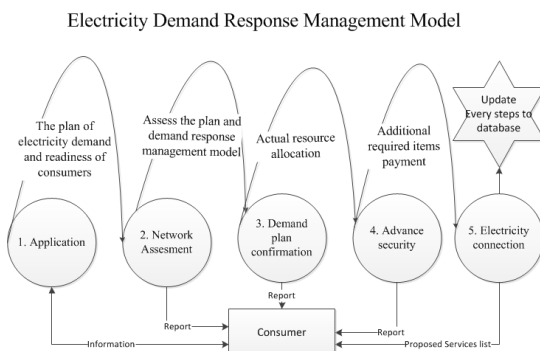 Electricity Demand Response Management Model
The plan of
electricity demand
and readiness of
consumers
Assess the plan and
demand response
management model
Actual resource
allocation
Additional
required items
payment
Update
Every steps to
database
1. Application
2. Network
Assesment
3. Demand
plan
confirmation
4. Advance
security
5. Electricity
connection
Report
Report
Report
Information
Consumer
Proposed Services list